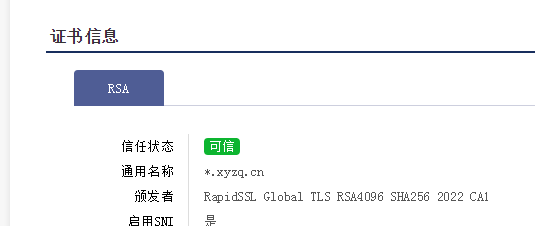 证书信息
RSA
信任状态 可信
通用名称 *.xyzq.cn
颁发者 RapidSSL Global TLS RSA4096 SHA256 2022 CA1
启用SNI 是